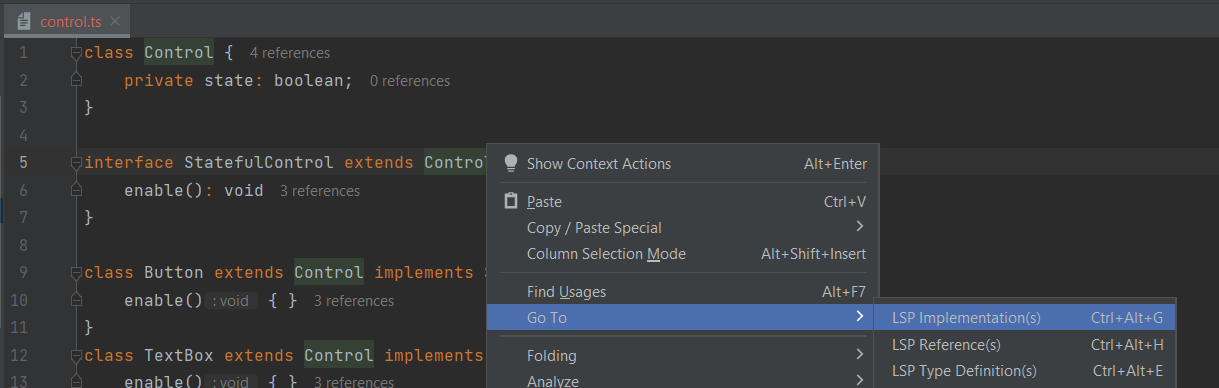 control.ts
1 class Control { 4 references
2 private state: boolean; 0 references
3 }
4
5 interface StatefulControl extends Control
6 enable(): void 3 references
7 }
8
9 class Button extends Control implements
10 enable() :void { } 3 references
11 }
12 class TextBox extends Control implements
13 enable() :void { } 3 references
Show Context Actions Alt+Enter
Paste Ctrl+V
Copy / Paste Special
Column Selection Mode Alt+Shift+Insert
Find Usages Alt+F7
Go To
Folding
Analyze
LSP Implementation(s) Ctrl+Alt+G
LSP Reference(s) Ctrl+Alt+H
LSP Type Definition(s) Ctrl+Alt+E